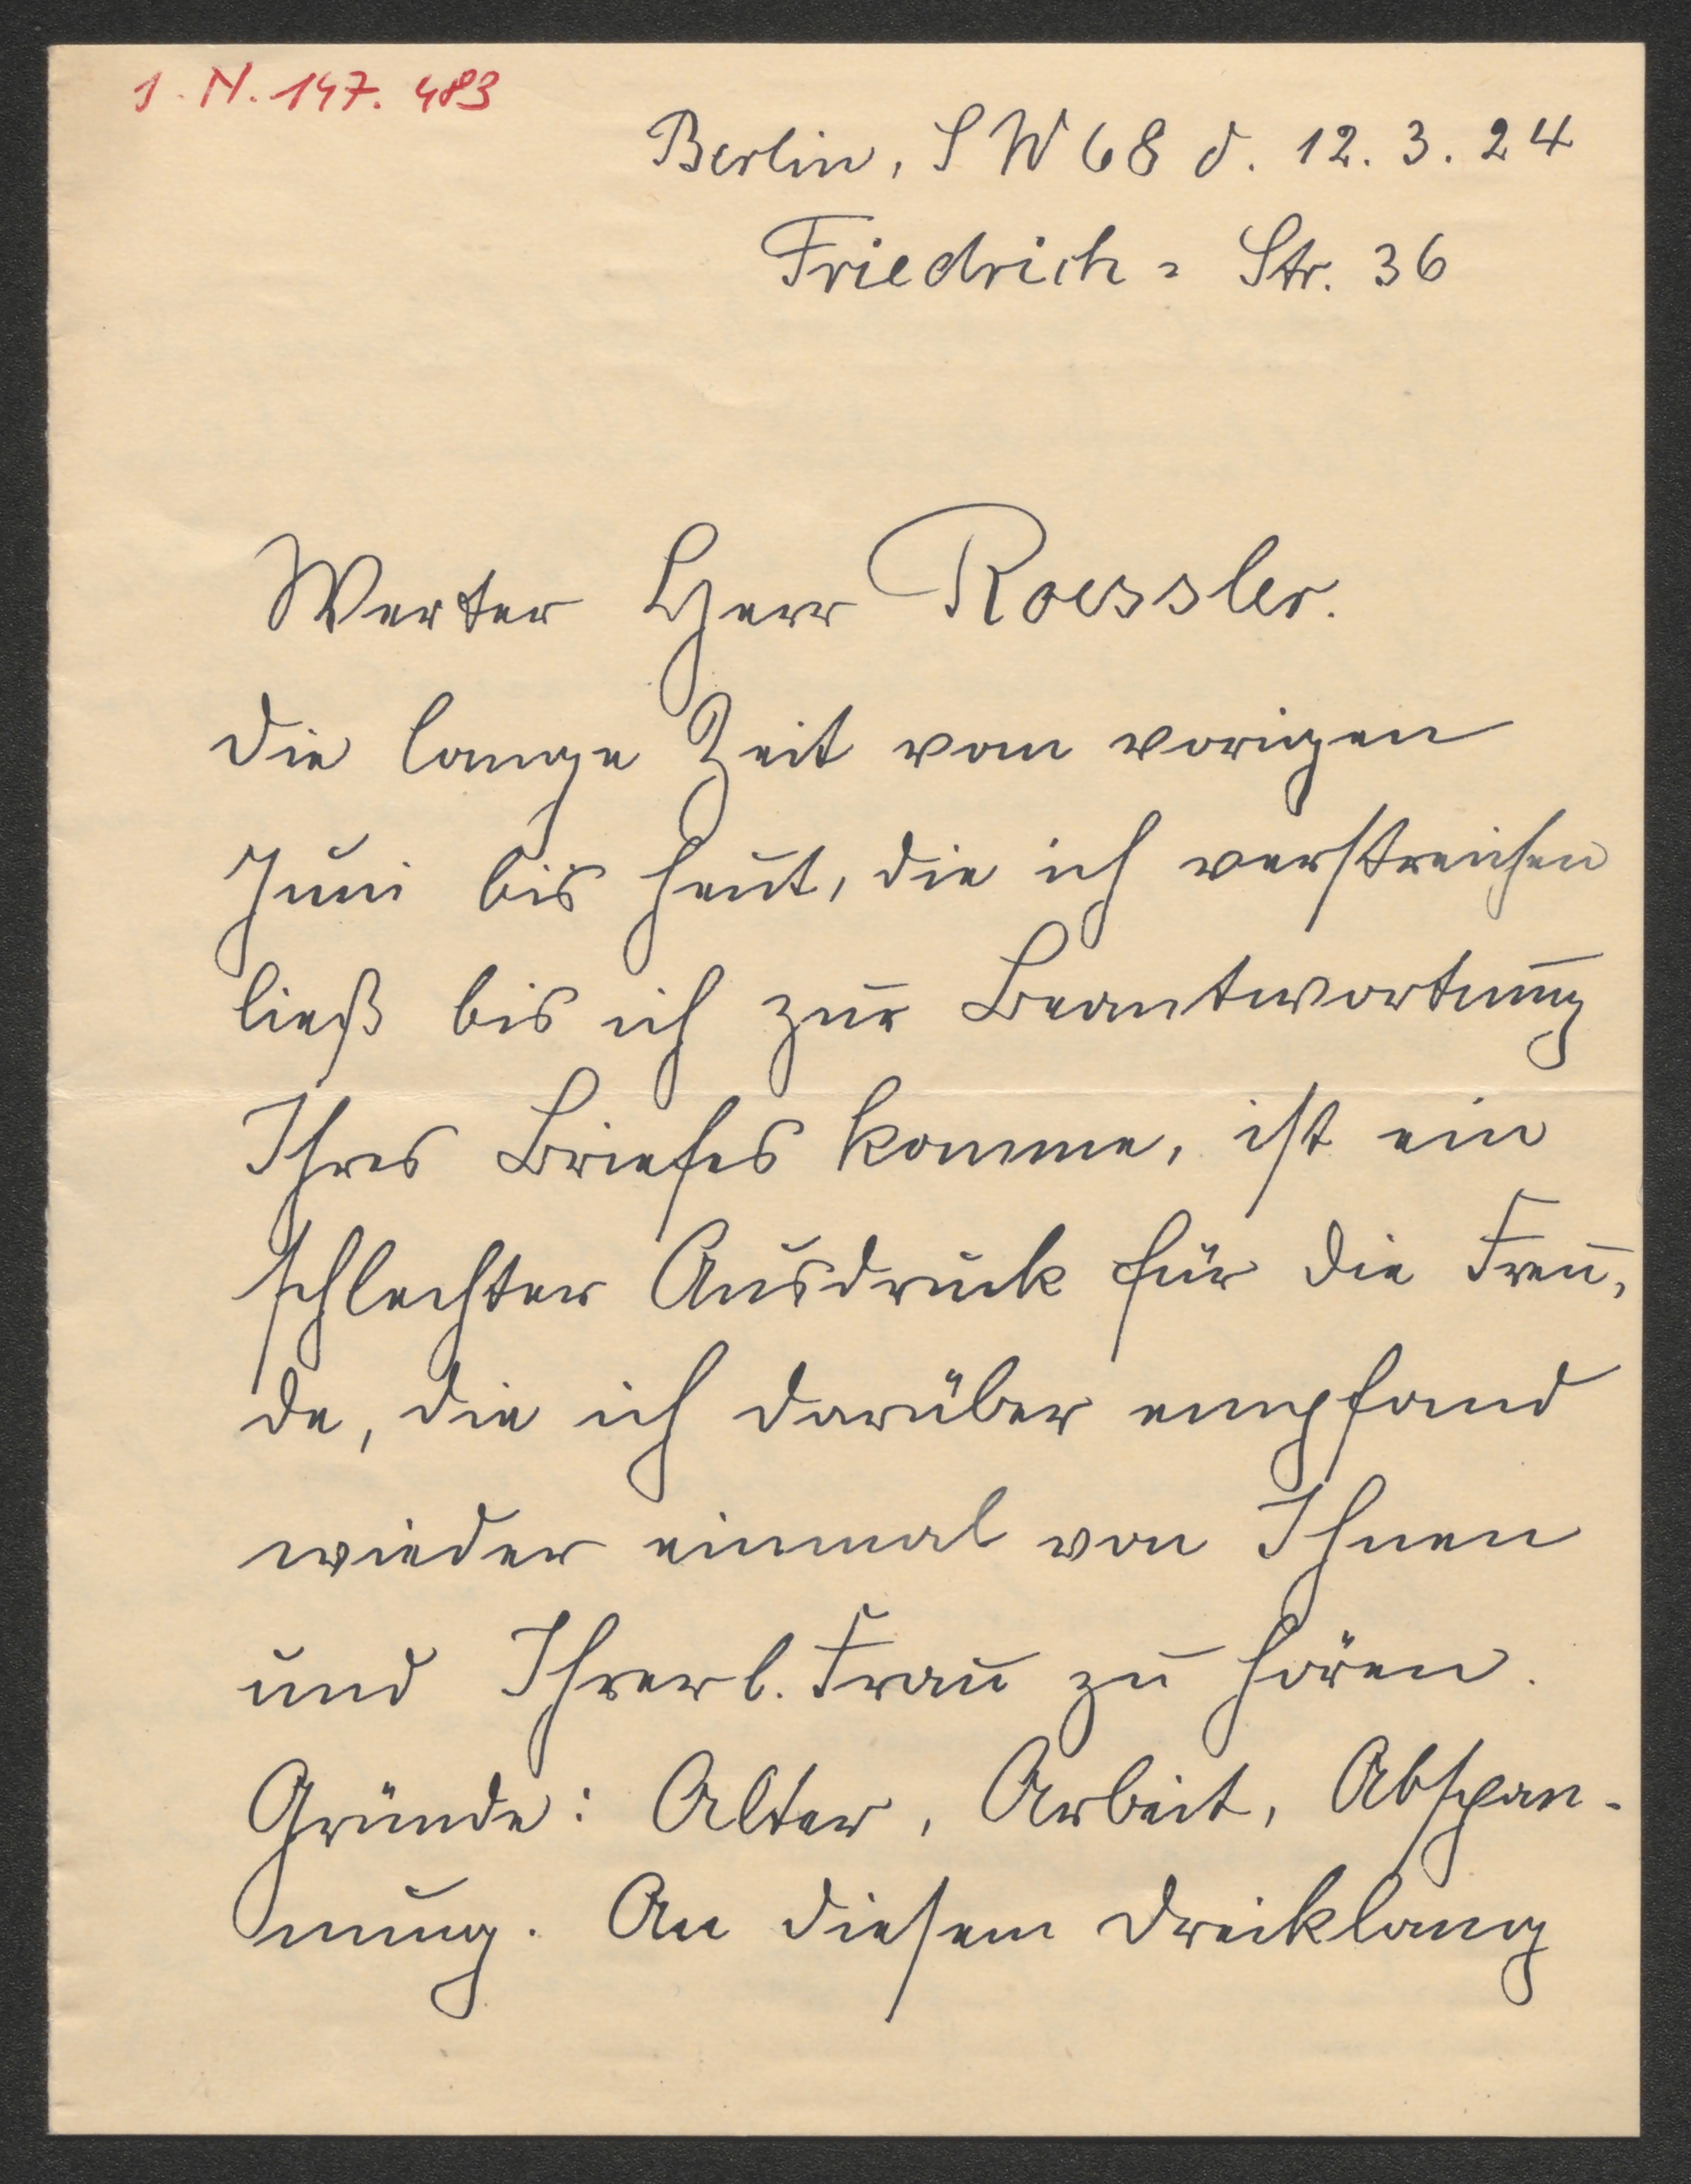 I. N. 147.483
Berlin, SW 68 d. 12. 3. 24
Friedrich-Str. 36
Werter Herr Roessler.
die lange Zeit vom vorigen
Juni bis heut, die ich verstreichen
ließ bis ich zur Beantwortung
Ihres Briefes komme, ist ein
schlechter Ausdruck für die Freu-
de, die ich darüber empfand
wieder einmal von Ihnen
und Ihrer l. Frau zu hören.
Gründe: Alter, Arbeit, Abspan-
nung. An diesem Dreiklang